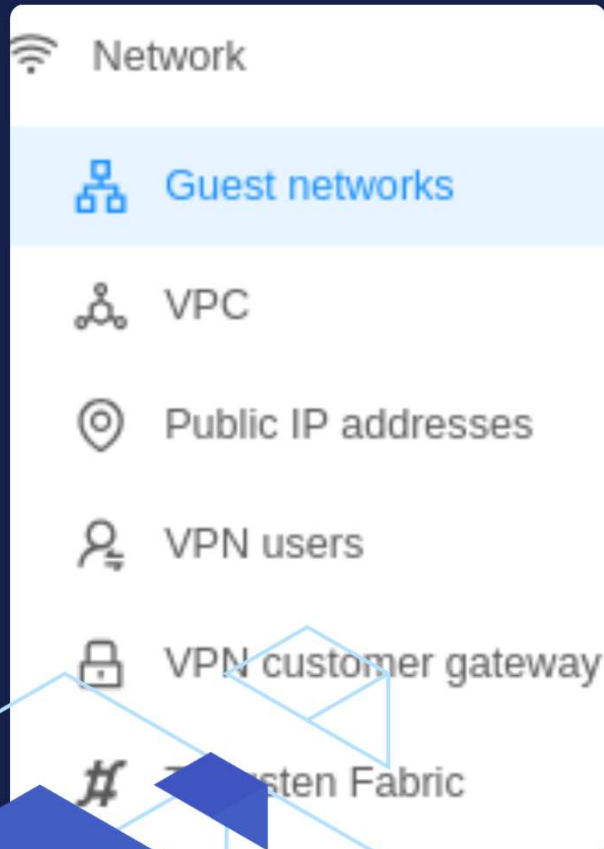 Network
Guest networks
VPC
Public IP addresses
VPN users
VPN customer gateway
Fabric